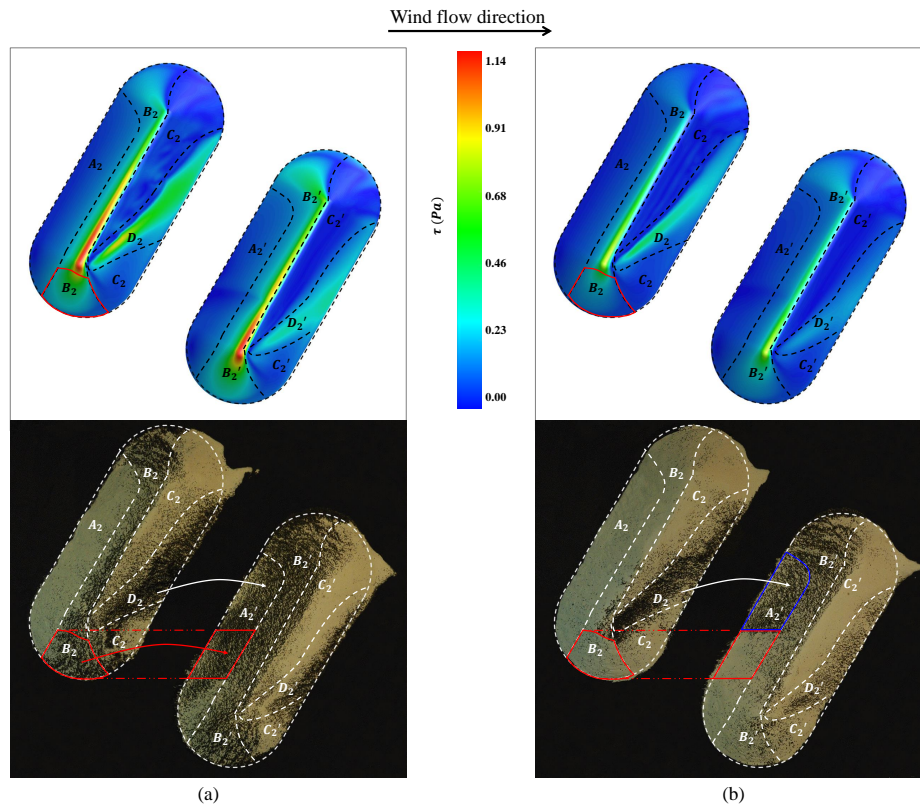 Wind flow direction
1.14
0.91
0.68
0.46
0.23
0.00
τ (Pa)
A₂
B₂
C₂
D₂
B₂
C₂
A₂′
B₂′
C₂′
D₂′
B₂′
C₂′
A₂
B₂
C₂
D₂
B₂
C₂
A₂′
B₂′
C₂′
D₂′
B₂′
C₂′
A₂
B₂
C₂
D₂
B₂
C₂
A₂′
B₂′
C₂′
D₂′
B₂′
C₂′
A₂
B₂
C₂
D₂
B₂
C₂
A₂′
B₂′
C₂′
D₂′
B₂′
C₂′
(a)
(b)